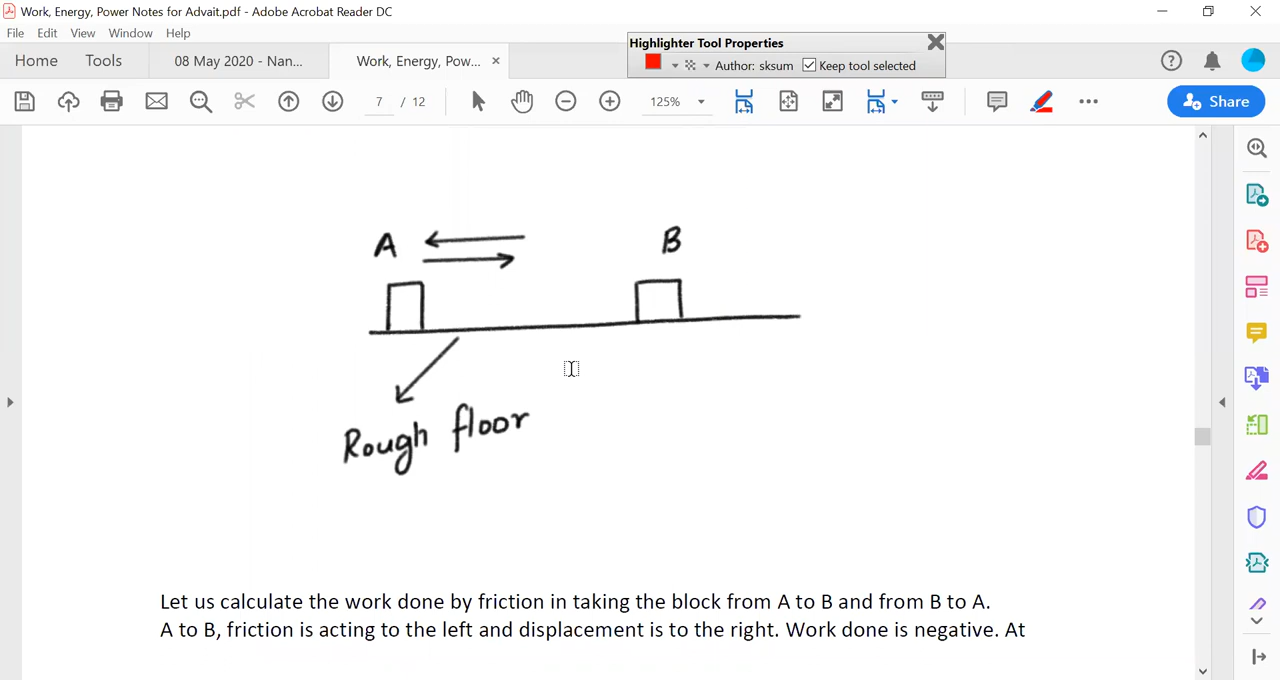 Work, Energy, Power Notes for Advait.pdf - Adobe Acrobat Reader DC
File Edit View Window Help
Highlighter Tool Properties
Home Tools 08 May 2020 - Nan... Work, Energy, Pow... ×
Author: sksum Keep tool selected
7 / 12 125% Share
A B
Rough floor
Let us calculate the work done by friction in taking the block from A to B and from B to A.
A to B, friction is acting to the left and displacement is to the right. Work done is negative. At